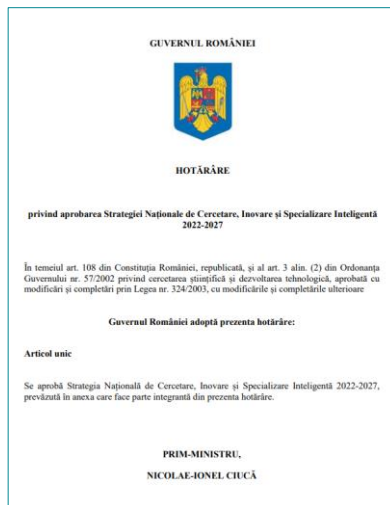 GUVERNUL ROMÂNIEI
HOTĂRÂRE
privind aprobarea Strategiei Naționale de Cercetare, Inovare și Specializare Inteligentă
2022-2027
În temeiul art. 108 din Constituția României, republicată, și al art. 3 alin. (2) din Ordonanța
Guvernului nr. 57/2002 privind cercetarea științifică și dezvoltarea tehnologică, aprobată cu
modificări și completări prin Legea nr. 324/2003, cu modificările și completările ulterioare
Guvernul României adoptă prezenta hotărâre:
Articol unic
Se aprobă Strategia Națională de Cercetare, Inovare și Specializare Inteligentă 2022-2027,
prevăzută în anexa care face parte integrantă din prezenta hotărâre.
PRIM-MINISTRU,
NICOLAE-IONEL CIUCĂ